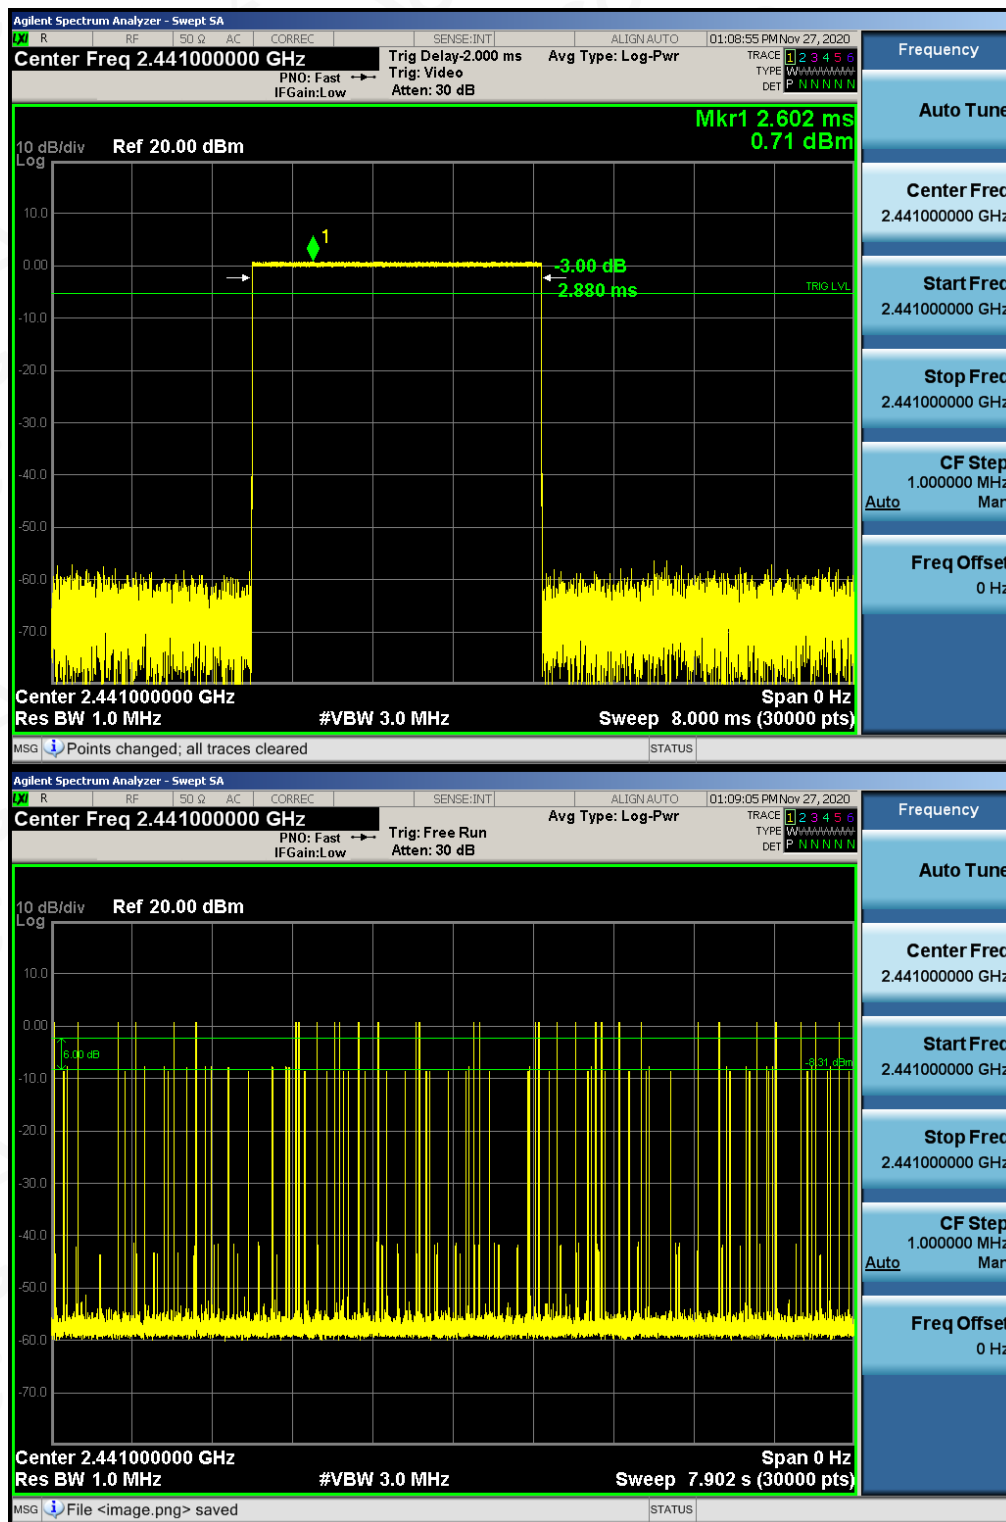 Agilent Spectrum Analyzer - Swept SA
LXI R RF 50 Ω AC CORREC SENSE:INT ALIGN AUTO 01:08:55 PM Nov 27, 2020
Center Freq 2.441000000 GHz
PNO: Fast
IFGain:Low
Trig Delay-2.000 ms
Trig: Video
Atten: 30 dB
Avg Type: Log-Pwr
TRACE 1 2 3 4 5 6
TYPE WWWWWW
DET P N N N N N
Mkr1 2.602 ms
0.71 dBm
10 dB/div Ref 20.00 dBm
Log
10.0
1
0.00
-3.00 dB
2.880 ms
TRIG LVL
-10.0
-20.0
-30.0
-40.0
-50.0
-60.0
-70.0
Center 2.441000000 GHz Span 0 Hz
Res BW 1.0 MHz #VBW 3.0 MHz Sweep 8.000 ms (30000 pts)
MSG Points changed; all traces cleared STATUS
Frequency
Auto Tune
Center Freq
2.441000000 GHz
Start Freq
2.441000000 GHz
Stop Freq
2.441000000 GHz
CF Step
1.000000 MHz
Auto Man
Freq Offset
0 Hz
Agilent Spectrum Analyzer - Swept SA
LXI R RF 50 Ω AC CORREC SENSE:INT ALIGN AUTO 01:09:05 PM Nov 27, 2020
Center Freq 2.441000000 GHz
PNO: Fast
IFGain:Low
Trig: Free Run
Atten: 30 dB
Avg Type: Log-Pwr
TRACE 1 2 3 4 5 6
TYPE WWWWWW
DET P N N N N N
10 dB/div Ref 20.00 dBm
Log
10.0
0.00
6.00 dB
-8.31 dBm
-10.0
-20.0
-30.0
-40.0
-50.0
-60.0
-70.0
Center 2.441000000 GHz Span 0 Hz
Res BW 1.0 MHz #VBW 3.0 MHz Sweep 7.902 s (30000 pts)
MSG File <image.png> saved STATUS
Frequency
Auto Tune
Center Freq
2.441000000 GHz
Start Freq
2.441000000 GHz
Stop Freq
2.441000000 GHz
CF Step
1.000000 MHz
Auto Man
Freq Offset
0 Hz